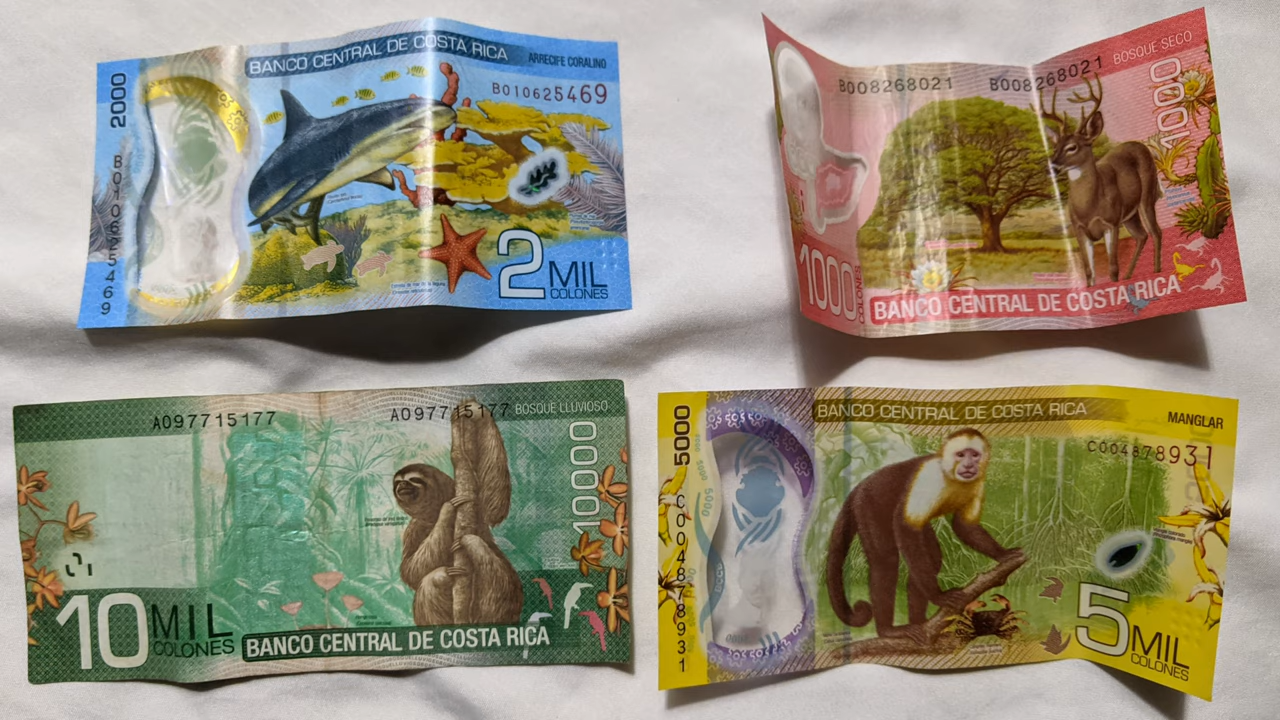 BANCO CENTRAL DE COSTA RICA
ARRECIFE CORALINO
2000
B010625469
B010625469
2 MIL
COLONES
BOSQUE SECO
B008268021 B008268021
1000
1000
COLONES
BANCO CENTRAL DE COSTA RICA
A097715177 A097715177 BOSQUE LLUVIOSO
10000
10 MIL
COLONES
BANCO CENTRAL DE COSTA RICA
BANCO CENTRAL DE COSTA RICA
MANGLAR
5000
C004878931
C004878931
5000
5 MIL
COLONES